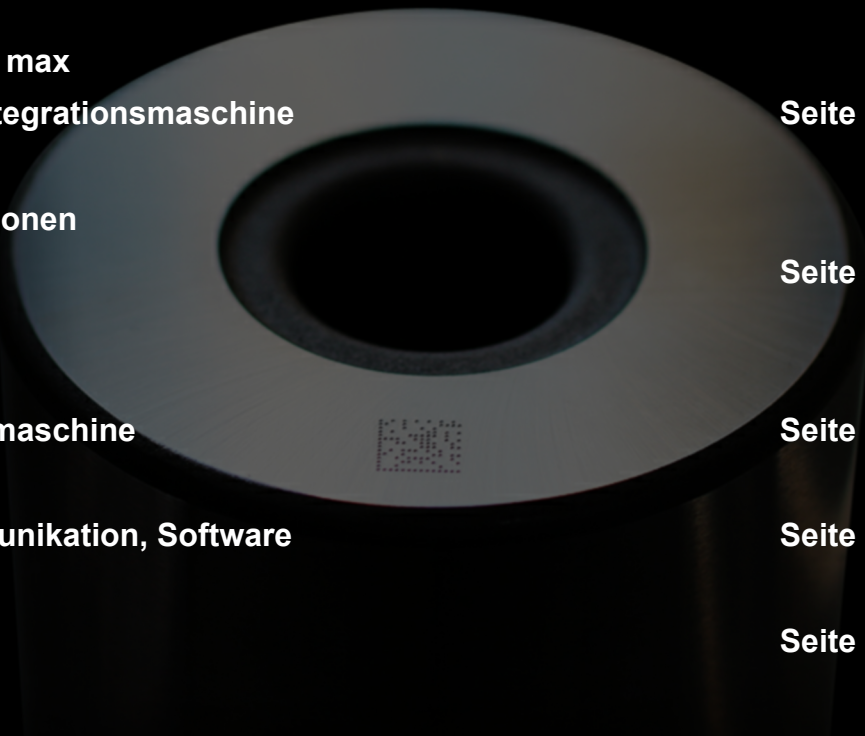 max
tegrationsmaschine Seite
onen
Seite
maschine Seite
unikation, Software Seite
Seite